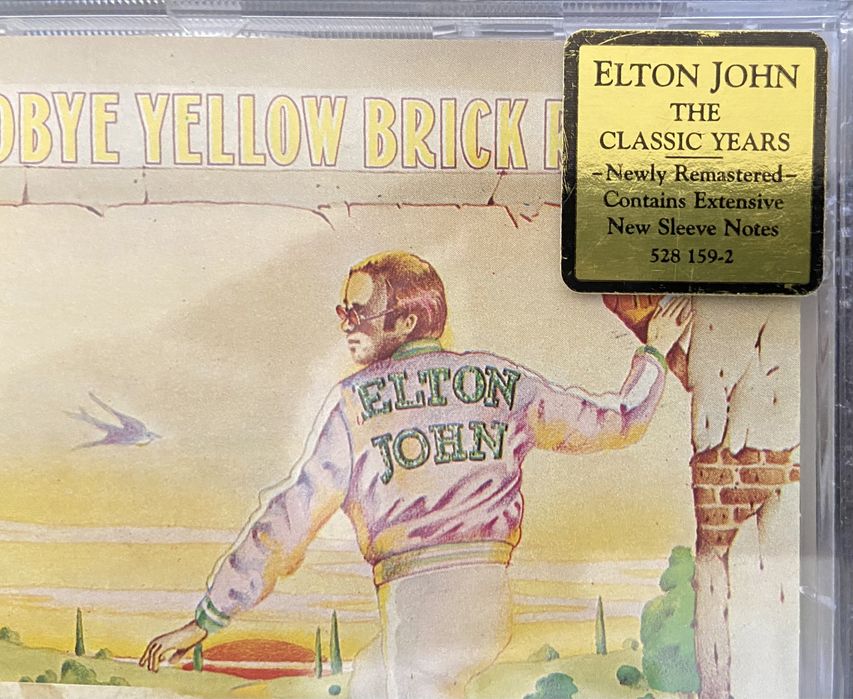 OBYE YELLOW BRICK R
ELTON JOHN
THE
CLASSIC YEARS
-Newly Remastered-
Contains Extensive
New Sleeve Notes
528 159-2
ELTON
JOHN